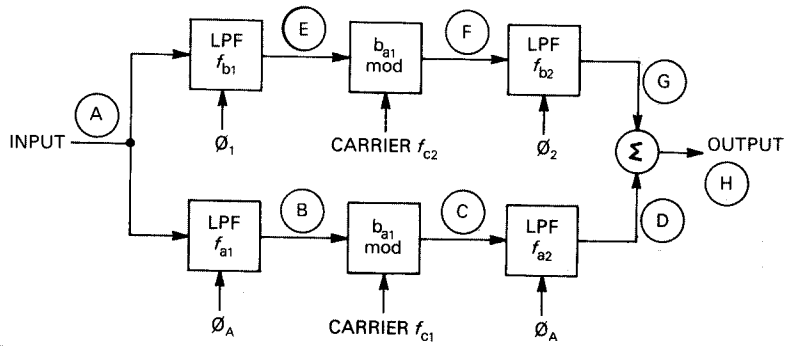 E
F
LPF
f_b1
b_a1
mod
LPF
f_b2
G
A
INPUT
Ø_1
CARRIER f_c2
Ø_2
Σ
OUTPUT
H
B
C
LPF
f_a1
b_a1
mod
LPF
f_a2
D
Ø_A
CARRIER f_c1
Ø_A